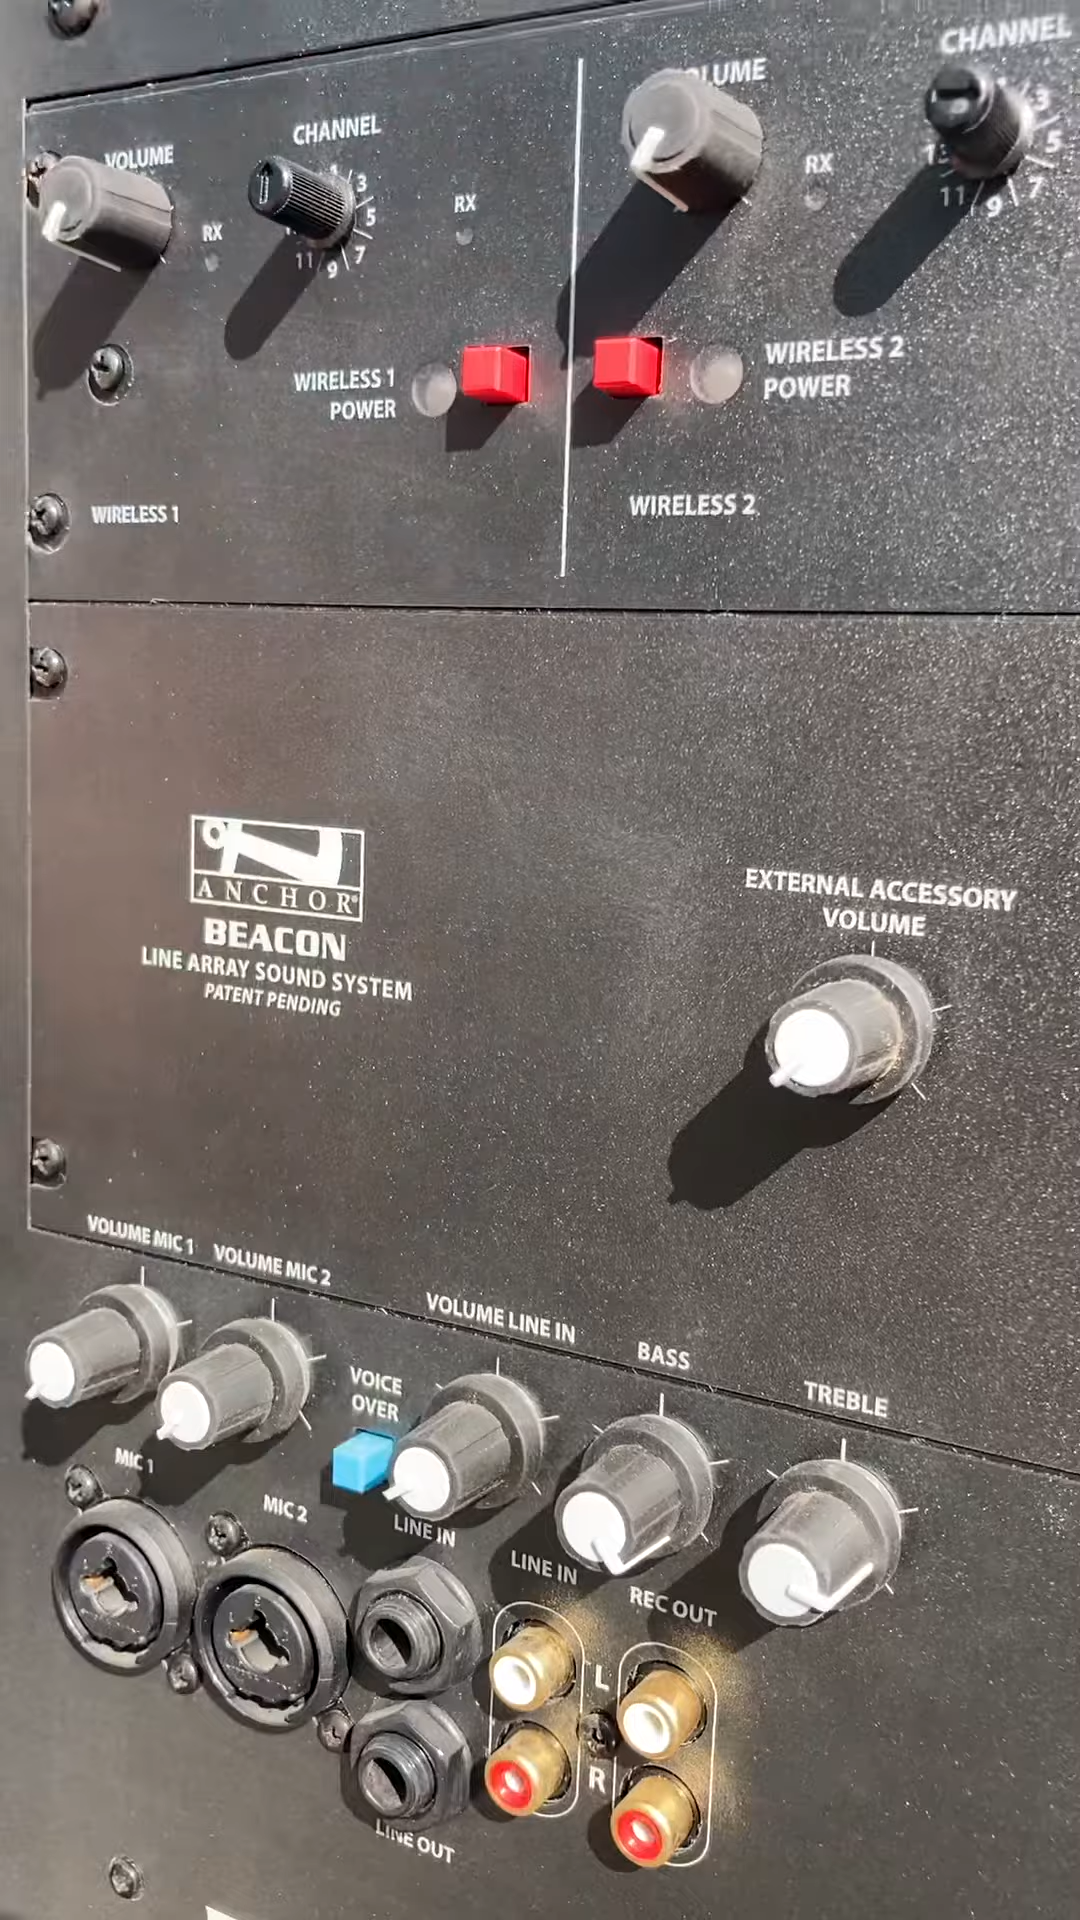 VOLUME
CHANNEL
RX
1
3
5
7
9
11
RX
WIRELESS 1
POWER
WIRELESS 1
VOLUME
CHANNEL
RX
3
5
7
9
11
13
WIRELESS 2
POWER
WIRELESS 2
ANCHOR®
BEACON
LINE ARRAY SOUND SYSTEM
PATENT PENDING
EXTERNAL ACCESSORY
VOLUME
VOLUME MIC 1
VOLUME MIC 2
VOLUME LINE IN
BASS
TREBLE
VOICE
OVER
MIC 1
MIC 2
LINE IN
LINE IN
REC OUT
L
R
LINE OUT